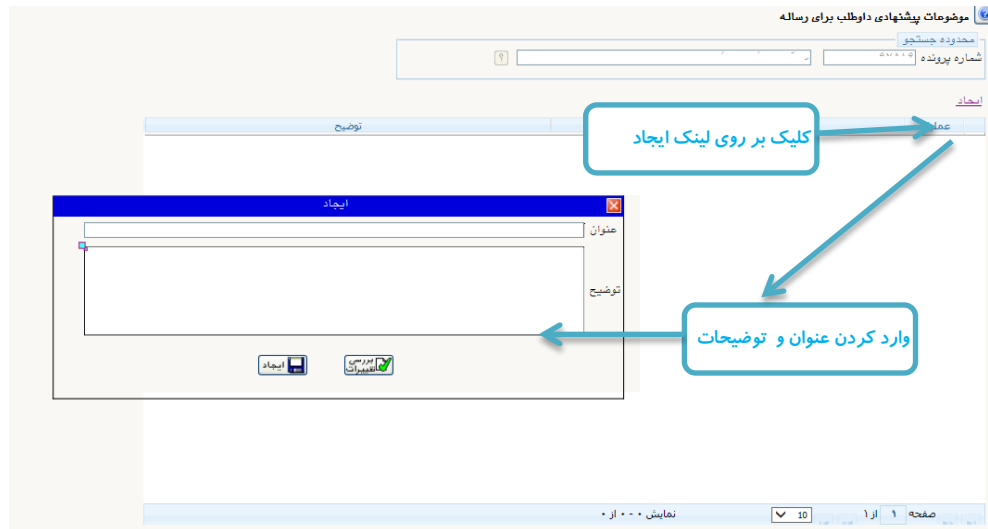 موضوعات پیشنهادی داوطلب برای رساله
محدوده جستجو
شماره پرونده
ایجاد
توضیح
کلیک بر روی لینک ایجاد
ایجاد
عنوان
توضیح
وارد کردن عنوان و توضیحات
بررسی تغییرات
ایجاد
صفحه ۱ از ۱ 10 نمایش ۰ - ۰ از ۰